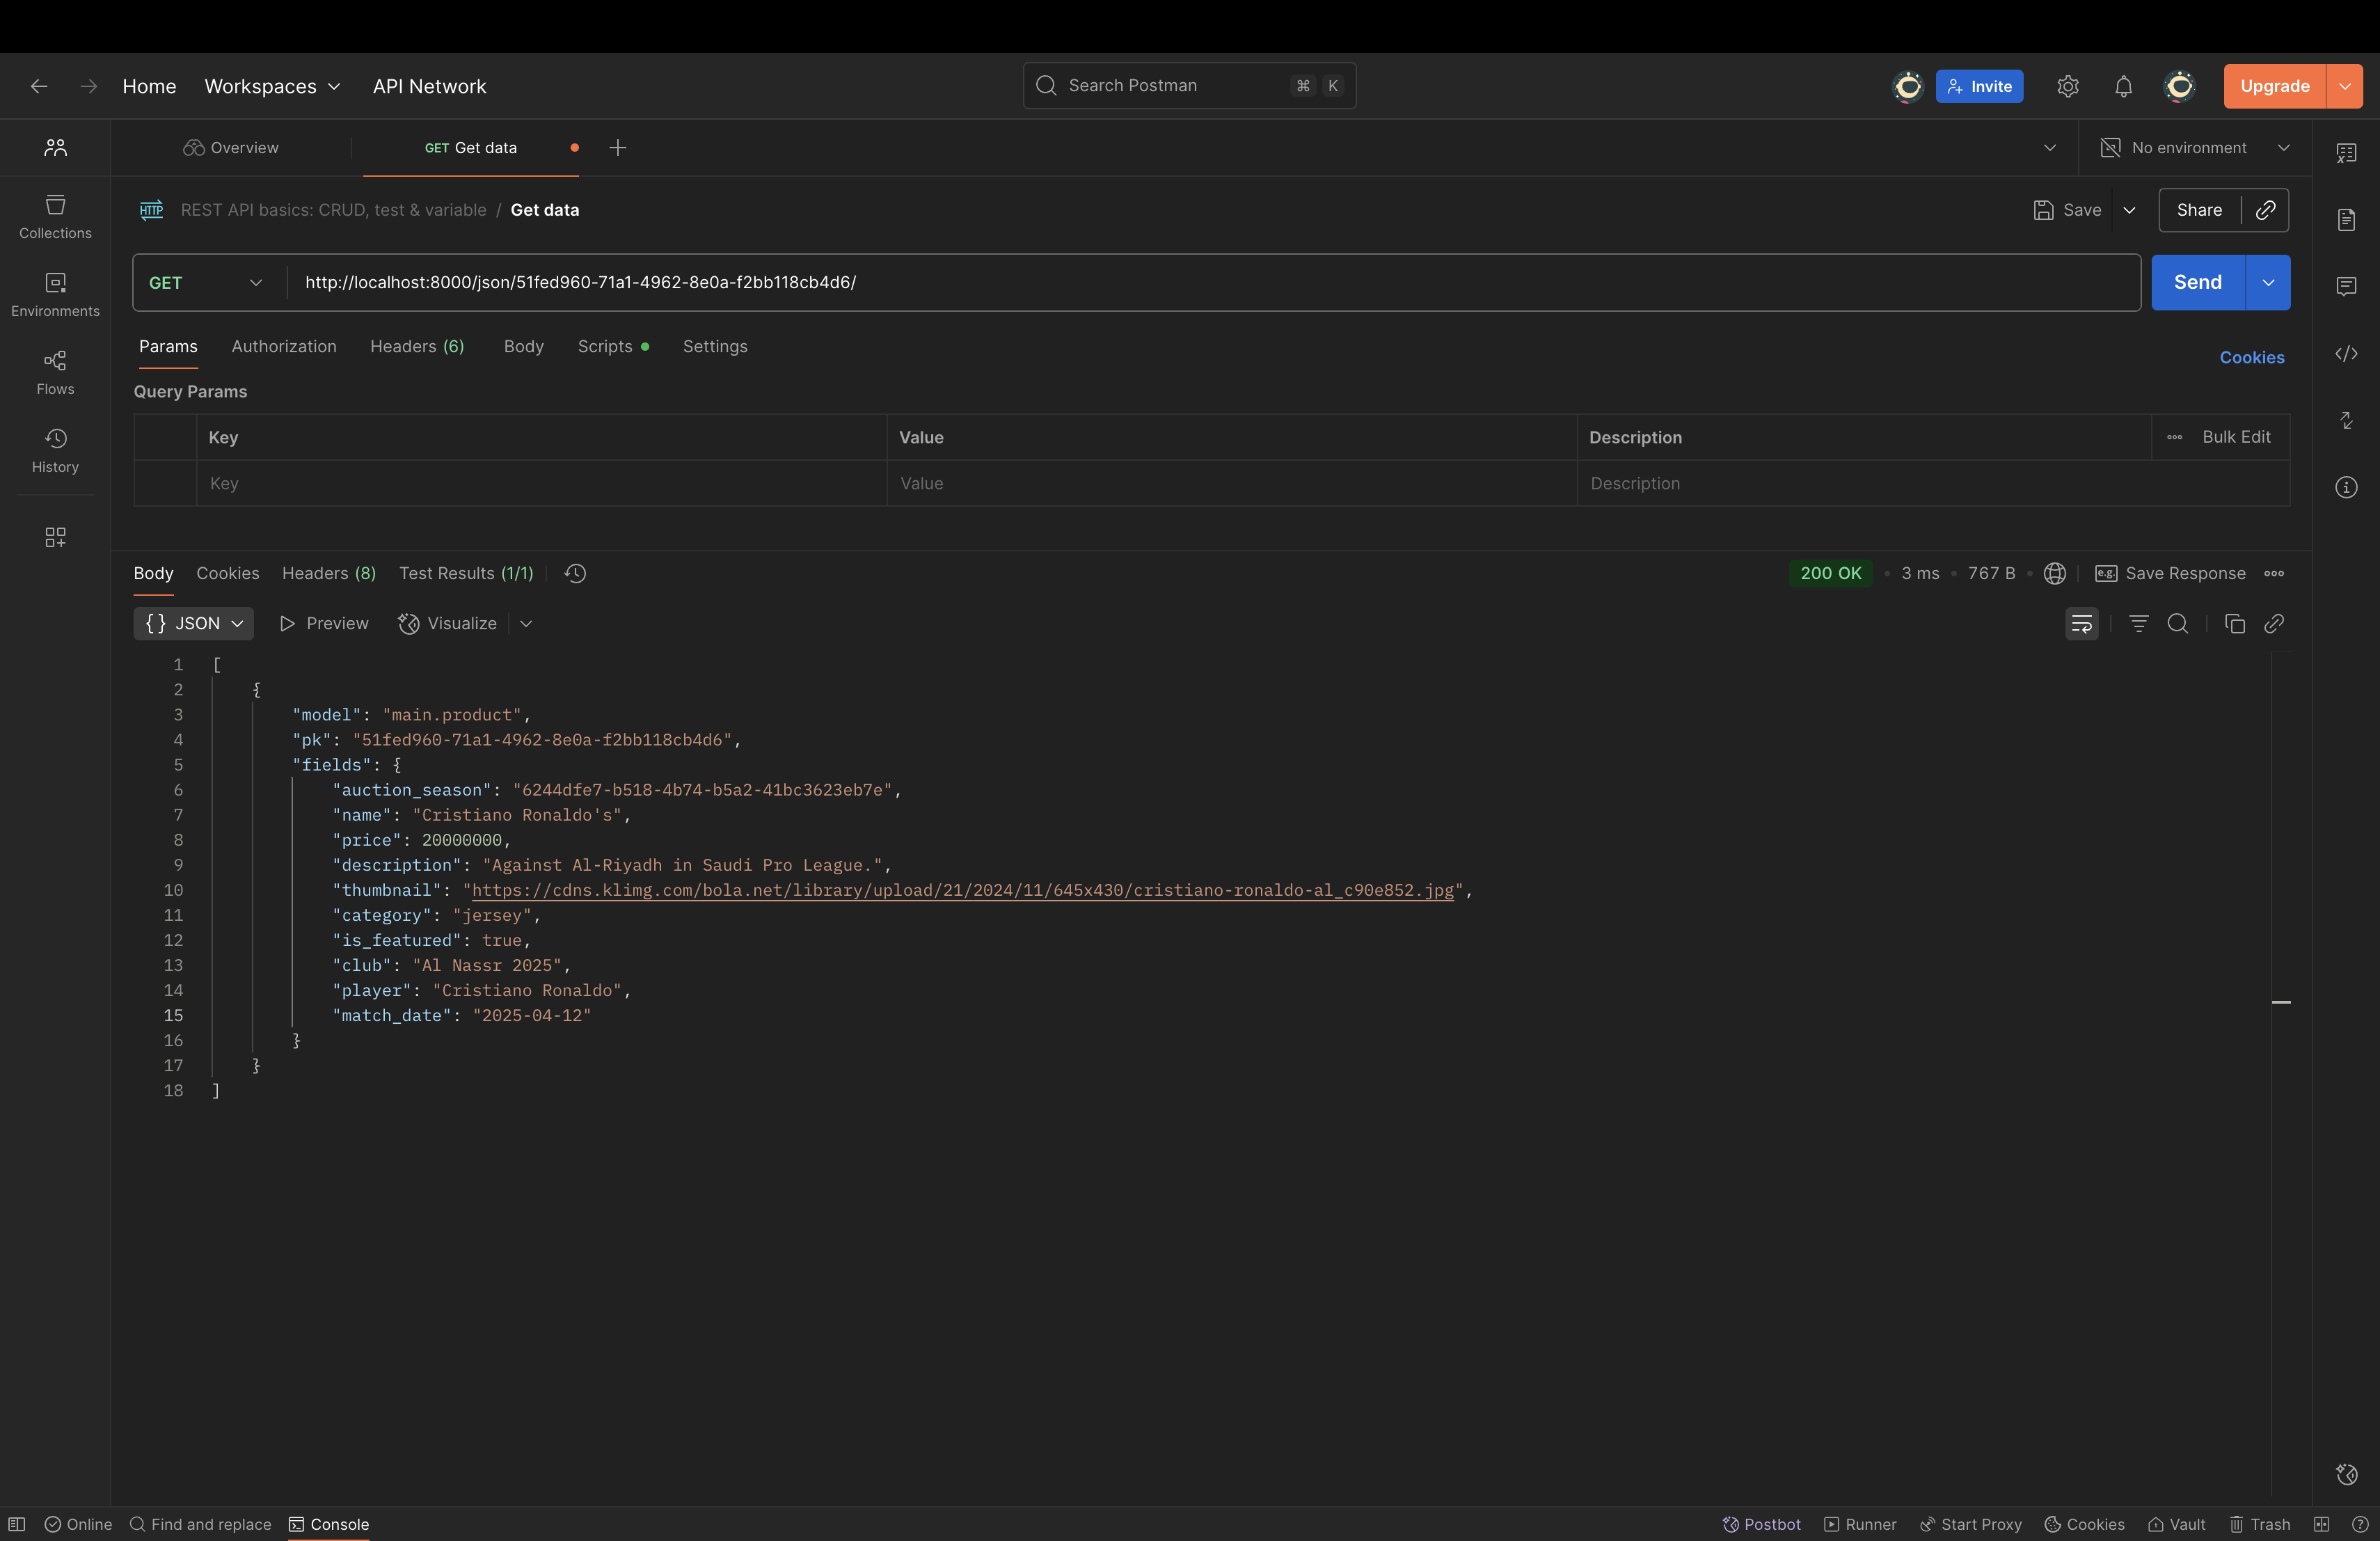 Home Workspaces API Network Search Postman ⌘ K Invite Upgrade
Overview GET Get data No environment
HTTP REST API basics: CRUD, test & variable / Get data Save Share
Collections
Environments
Flows
History
GET http://localhost:8000/json/51fed960-71a1-4962-8e0a-f2bb118cb4d6/ Send
Params Authorization Headers (6) Body Scripts Settings Cookies
Query Params
Key Value Description Bulk Edit
Key Value Description
Body Cookies Headers (8) Test Results (1/1) 200 OK • 3 ms • 767 B • e.g. Save Response
{ } JSON Preview Visualize
1 [
2 {
3 "model": "main.product",
4 "pk": "51fed960-71a1-4962-8e0a-f2bb118cb4d6",
5 "fields": {
6 "auction_season": "6244dfe7-b518-4b74-b5a2-41bc3623eb7e",
7 "name": "Cristiano Ronaldo's",
8 "price": 20000000,
9 "description": "Against Al-Riyadh in Saudi Pro League.",
10 "thumbnail": "https://cdns.klimg.com/bola.net/library/upload/21/2024/11/645x430/cristiano-ronaldo-al_c90e852.jpg",
11 "category": "jersey",
12 "is_featured": true,
13 "club": "Al Nassr 2025",
14 "player": "Cristiano Ronaldo",
15 "match_date": "2025-04-12"
16 }
17 }
18 ]
Online Find and replace Console Postbot Runner Start Proxy Cookies Vault Trash